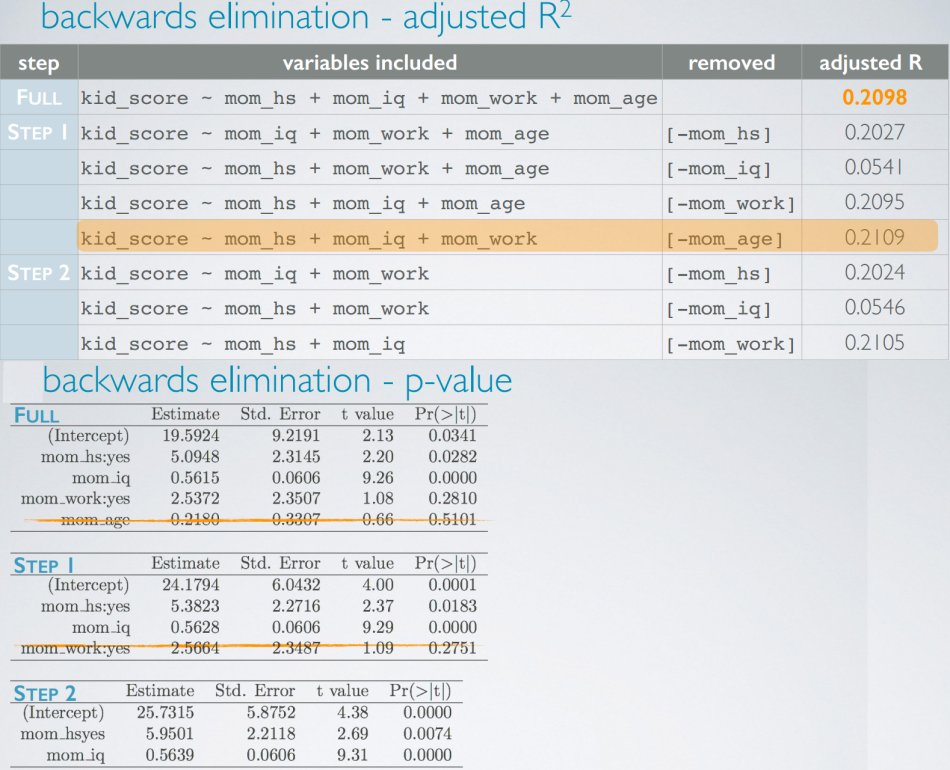 backwards elimination - adjusted R²
step variables included removed adjusted R
FULL kid_score ~ mom_hs + mom_iq + mom_work + mom_age 0.2098
STEP 1 kid_score ~ mom_iq + mom_work + mom_age [-mom_hs] 0.2027
kid_score ~ mom_hs + mom_work + mom_age [-mom_iq] 0.0541
kid_score ~ mom_hs + mom_iq + mom_age [-mom_work] 0.2095
kid_score ~ mom_hs + mom_iq + mom_work [-mom_age] 0.2109
STEP 2 kid_score ~ mom_iq + mom_work [-mom_hs] 0.2024
kid_score ~ mom_hs + mom_work [-mom_iq] 0.0546
kid_score ~ mom_hs + mom_iq [-mom_work] 0.2105
backwards elimination - p-value
FULL Estimate Std. Error t value Pr(>|t|)
(Intercept) 19.5924 9.2191 2.13 0.0341
mom_hs:yes 5.0948 2.3145 2.20 0.0282
mom_iq 0.5615 0.0606 9.26 0.0000
mom_work:yes 2.5372 2.3507 1.08 0.2810
mom_age 0.2180 0.3307 0.66 0.5101
STEP 1 Estimate Std. Error t value Pr(>|t|)
(Intercept) 24.1794 6.0432 4.00 0.0001
mom_hs:yes 5.3823 2.2716 2.37 0.0183
mom_iq 0.5628 0.0606 9.29 0.0000
mom_work:yes 2.5664 2.3487 1.09 0.2751
STEP 2 Estimate Std. Error t value Pr(>|t|)
(Intercept) 25.7315 5.8752 4.38 0.0000
mom_hsyes 5.9501 2.2118 2.69 0.0074
mom_iq 0.5639 0.0606 9.31 0.0000